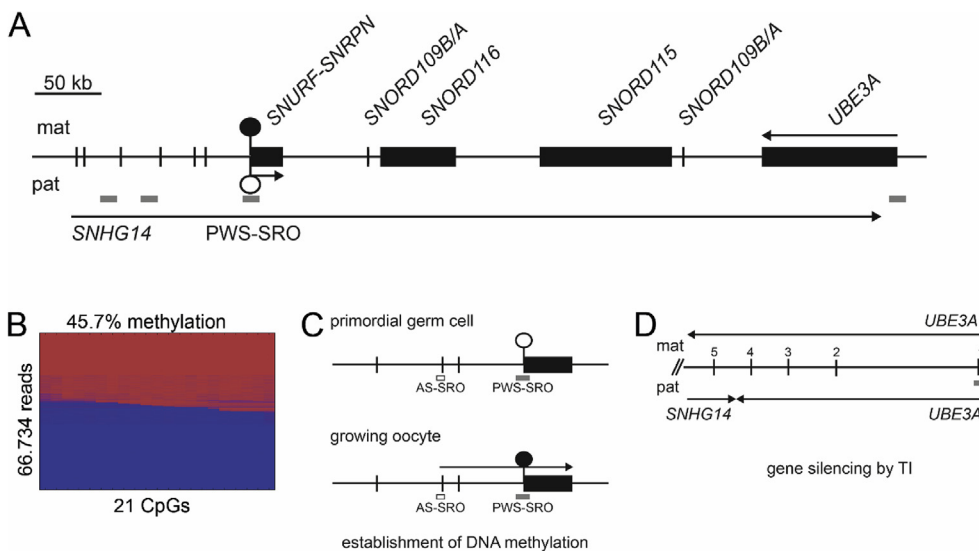 A
50 kb
mat
pat
SNURF-SNRPN
SNORD109B/A
SNORD116
SNORD115
SNORD109B/A
UBE3A
SNHG14
PWS-SRO
B
45.7% methylation
66.734 reads
21 CpGs
C
primordial germ cell
AS-SRO
PWS-SRO
growing oocyte
AS-SRO
PWS-SRO
establishment of DNA methylation
D
UBE3A
mat
5 4 3 2
pat
SNHG14
UBE3A
gene silencing by TI